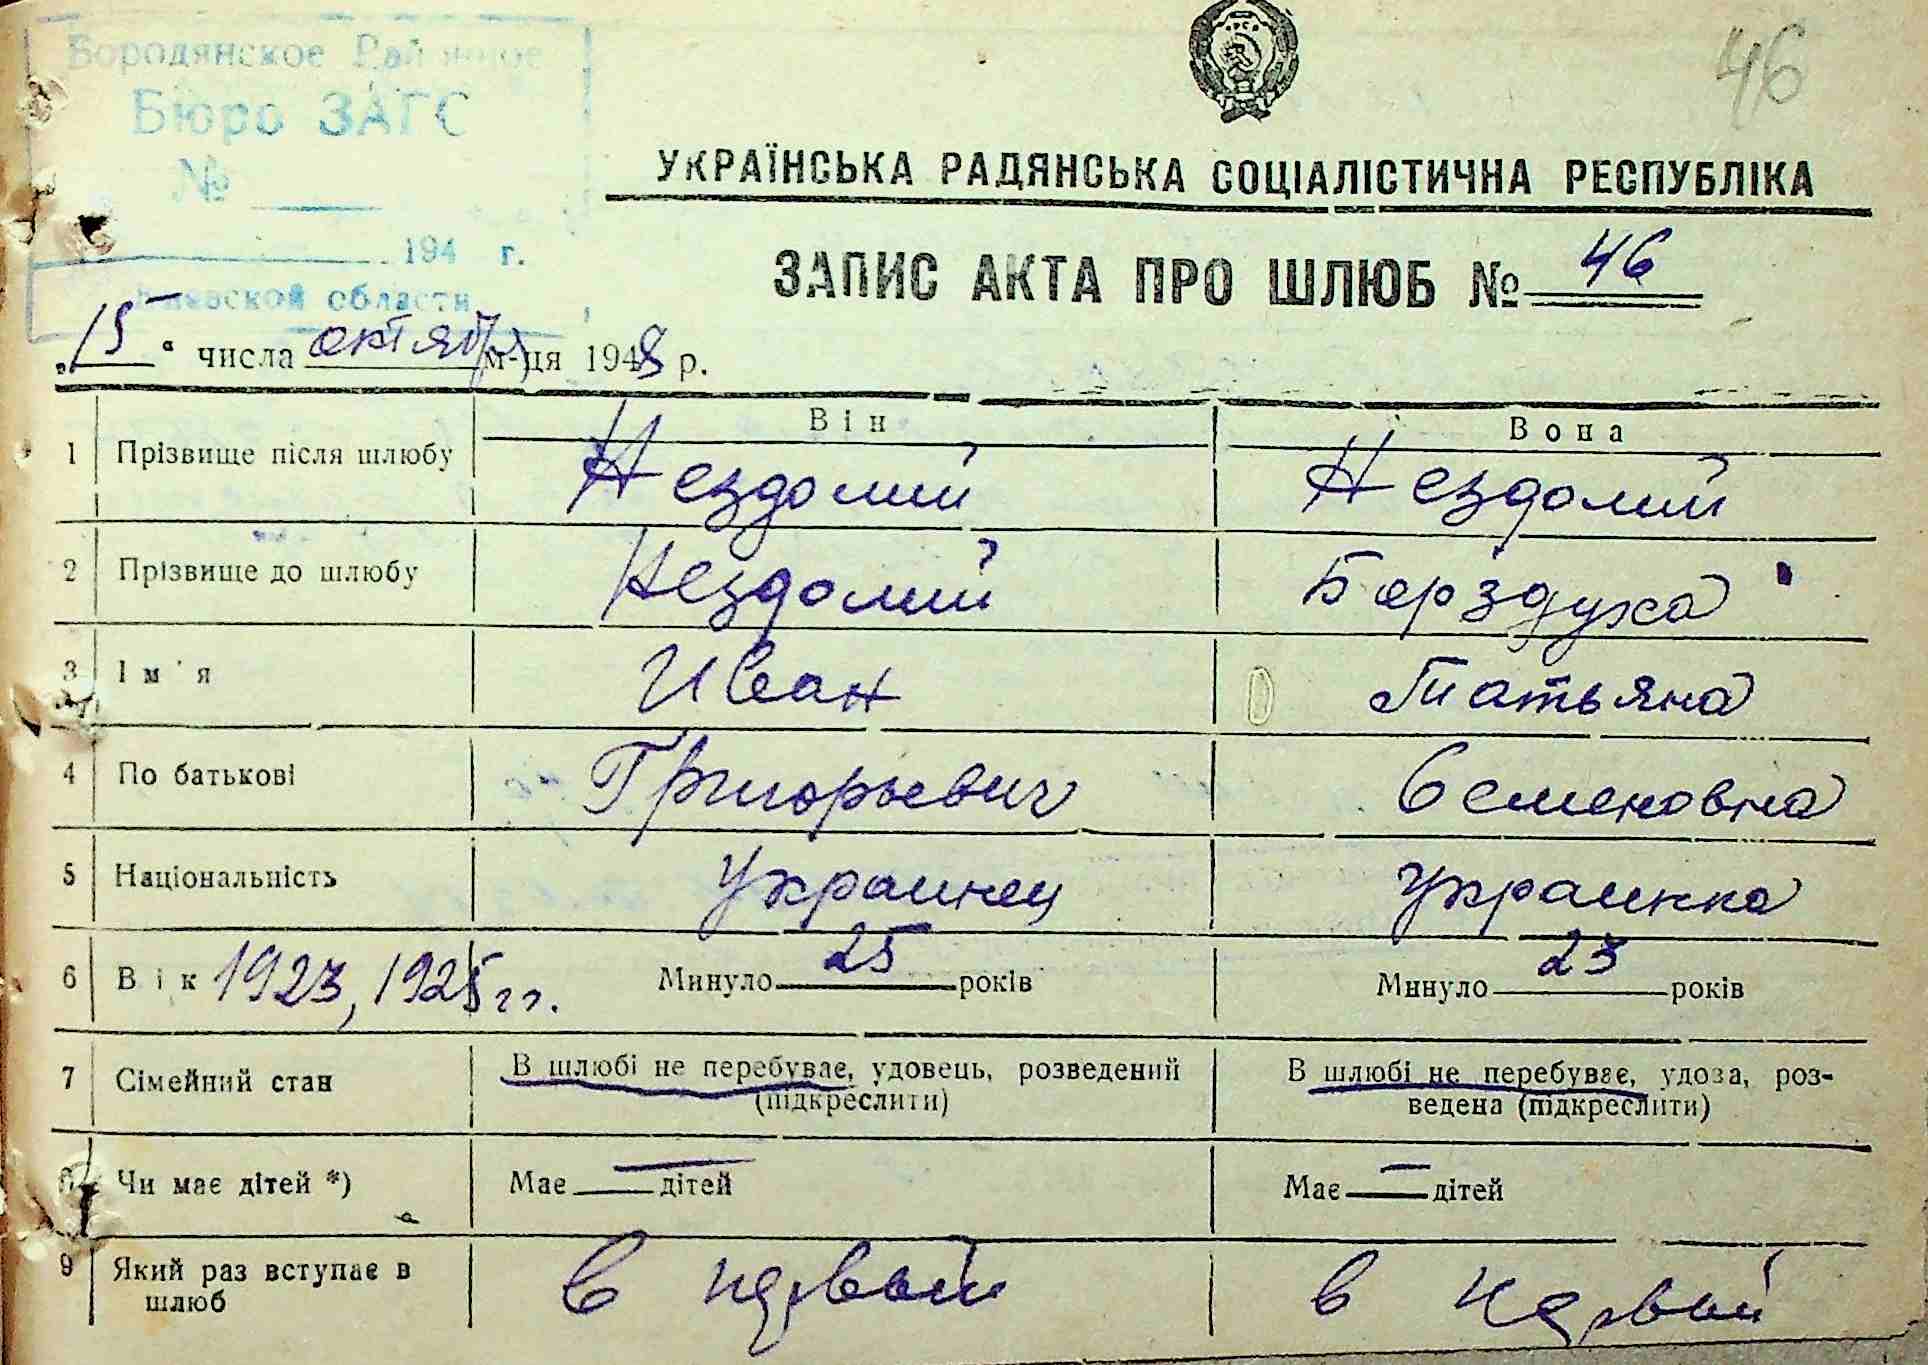 Бородянское Районное
Бюро ЗАГС
№
194 г.
Киевской области
46
УКРАЇНСЬКА РАДЯНСЬКА СОЦІАЛІСТИЧНА РЕСПУБЛІКА
ЗАПИС АКТА ПРО ШЛЮБ № 46
„15“ числа октября м-ця 1948 р.
Він Вона
1 Прізвище після шлюбу Нездолий Нездолий
2 Прізвище до шлюбу Нездолий Борздуха
3 Ім'я Иван Татьяна
4 По батькові Григорьевич Семеновна
5 Національність Украинец Украинка
6 Вік 1923, 1925 гг. Минуло 25 років Минуло 23 років
7 Сімейний стан В шлюбі не перебуває, удовець, розведений В шлюбі не перебуває, удова, роз-
(підкреслити) ведена (підкреслити)
8 Чи має дітей *) Має — дітей Має — дітей
9 Який раз вступає в в первый в первый
шлюб